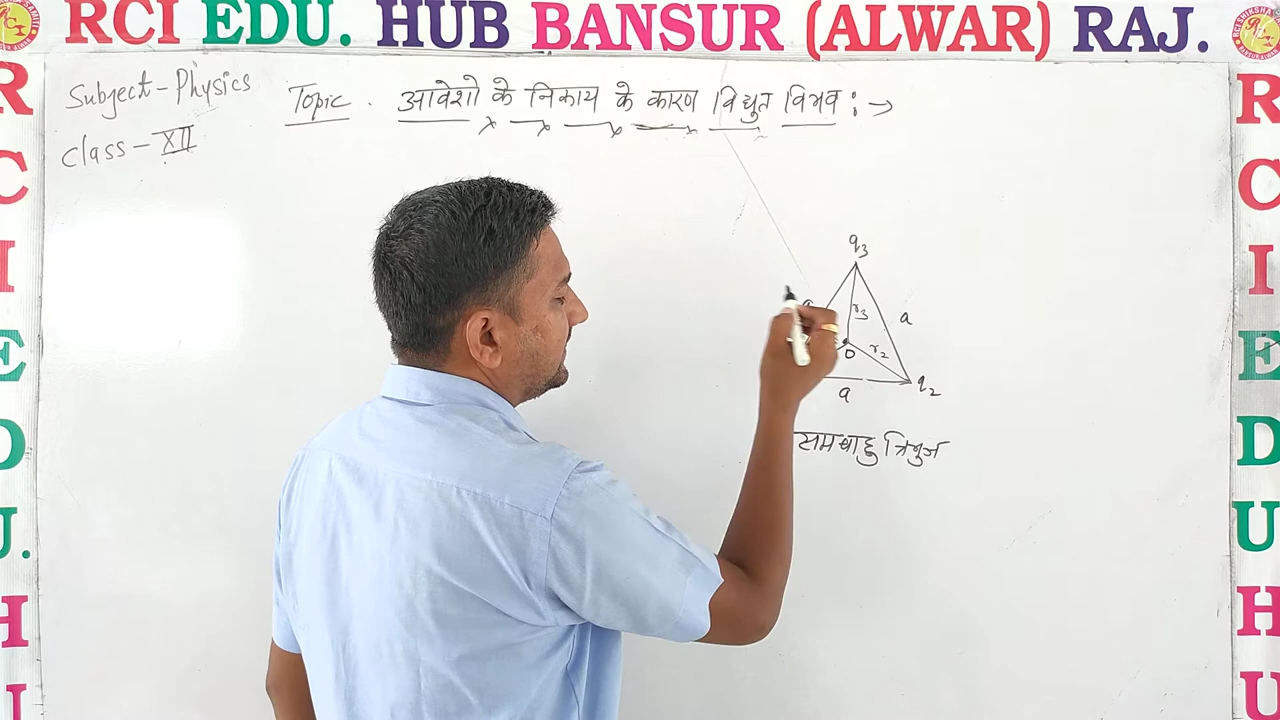 RCI EDU. HUB BANSUR (ALWAR) RAJ.
Subject - Physics
Class - XII
Topic. आवेशो के निकाय के कारण विद्युत विभव :→
q3
a
r3
a
O
r2
a
q2
समबाहु त्रिभुज
R
C
I
E
D
U.
H
R
C
I
E
D
U
H
U